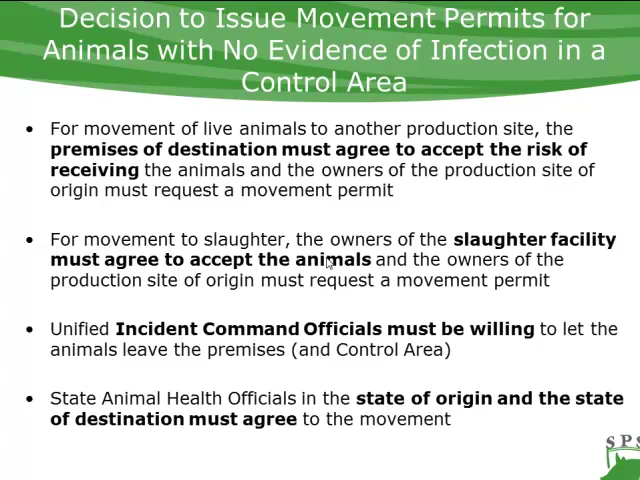 Decision to Issue Movement Permits for
Animals with No Evidence of Infection in a
Control Area
• For movement of live animals to another production site, the
premises of destination must agree to accept the risk of
receiving the animals and the owners of the production site of
origin must request a movement permit
• For movement to slaughter, the owners of the slaughter facility
must agree to accept the animals and the owners of the
production site of origin must request a movement permit
• Unified Incident Command Officials must be willing to let the
animals leave the premises (and Control Area)
• State Animal Health Officials in the state of origin and the state
of destination must agree to the movement
SPS